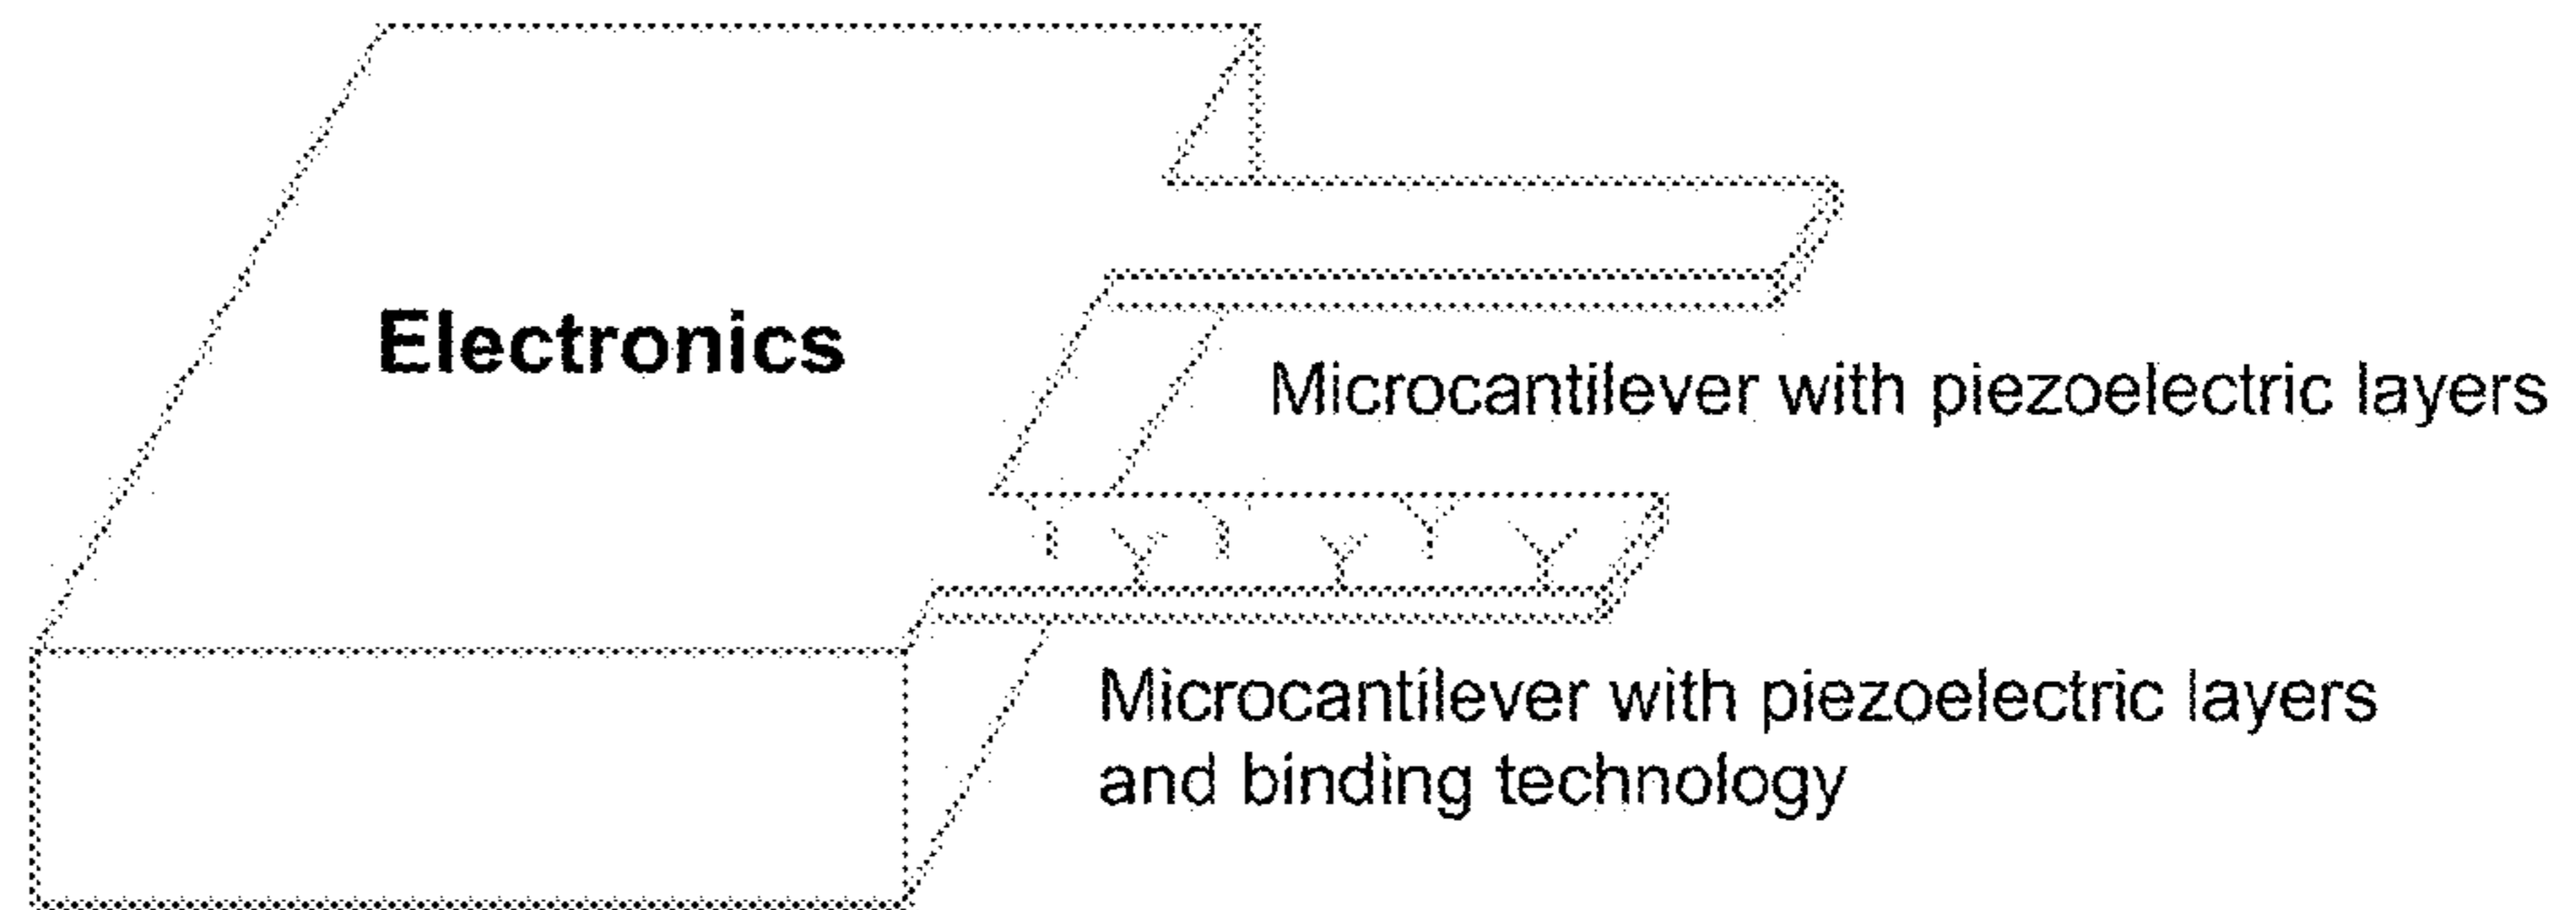 Electronics
Microcantilever with piezoelectric layers
Microcantilever with piezoelectric layers
and binding technology